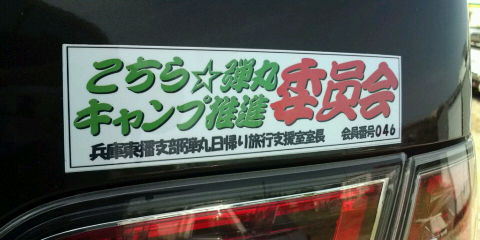 こちら☆弾丸
キャンプ推進
委員会
兵庫東播支部弾丸日帰り旅行支援室室長 会員番号046